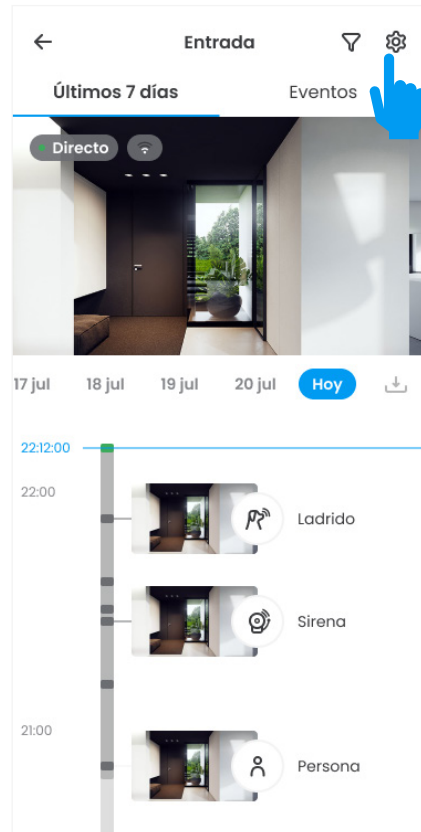 Entrada
Últimos 7 días Eventos
Directo
17 jul 18 jul 19 jul 20 jul Hoy
22:12:00
22:00
Ladrido
Sirena
21:00
Persona